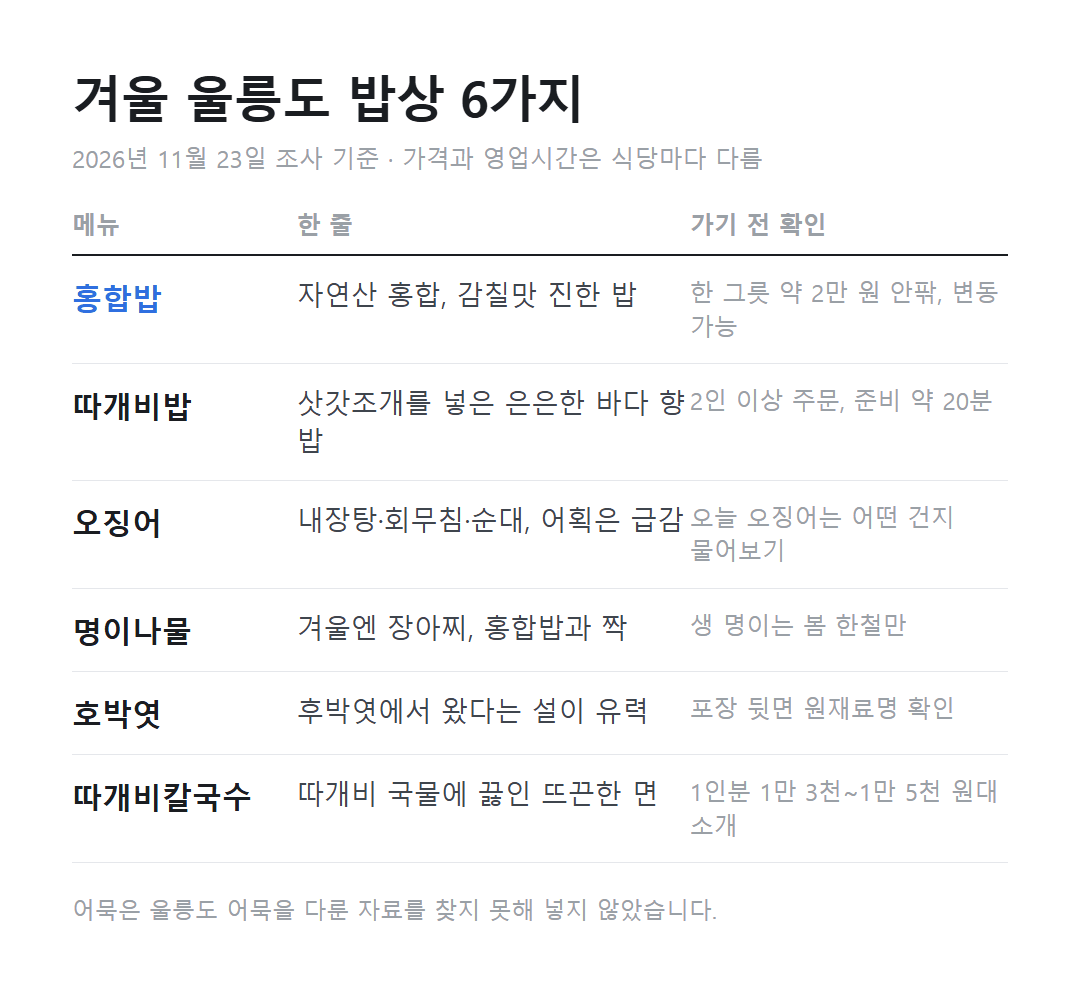 겨울 울릉도 밥상 6가지
2026년 11월 23일 조사 기준 · 가격과 영업시간은 식당마다 다름
메뉴 한 줄 가기 전 확인
홍합밥 자연산 홍합, 감칠맛 진한 밥 한 그릇 약 2만 원 안팎, 변동
가능
따개비밥 삿갓조개를 넣은 은은한 바다 향 2인 이상 주문, 준비 약 20분
밥
오징어 내장탕·회무침·순대, 어획은 급감 오늘 오징어는 어떤 건지
물어보기
명이나물 겨울엔 장아찌, 홍합밥과 짝 생 명이는 봄 한철만
호박엿 후박엿에서 왔다는 설이 유력 포장 뒷면 원재료명 확인
따개비칼국수 따개비 국물에 끓인 뜨끈한 면 1인분 1만 3천~1만 5천 원대
소개
어묵은 울릉도 어묵을 다룬 자료를 찾지 못해 넣지 않았습니다.